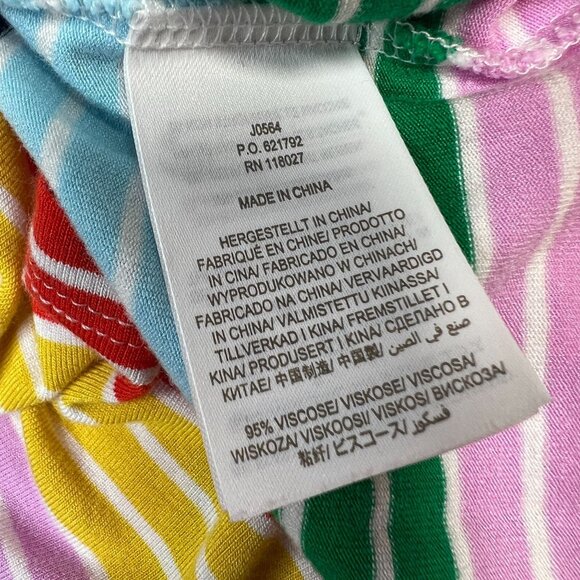 J0564
P.O. 621792
RN 118027
MADE IN CHINA
HERGESTELLT IN CHINA/
FABRIQUÉ EN CHINE/ PRODOTTO
IN CINA/ FABRICADO EN CHINA/
WYPRODUKOWANO W CHINACH/
FABRICADO NA CHINA/ VERVAARDIGD
IN CHINA/ VALMISTETTU KIINASSA/
TILLVERKAD I KINA/ FREMSTILLET I
KINA/ PRODUSERT I KINA/ СДЕЛАНО В
КИТАЕ/ 中国制造/ 中國製/ صنع في الصين
95% VISCOSE/ VISKOSE/ VISCOSA/
WISKOZA/ VISKOOSI/ VISKOS/ ВИСКОЗА/
粘纤/ ビスコース/ فسكوز/